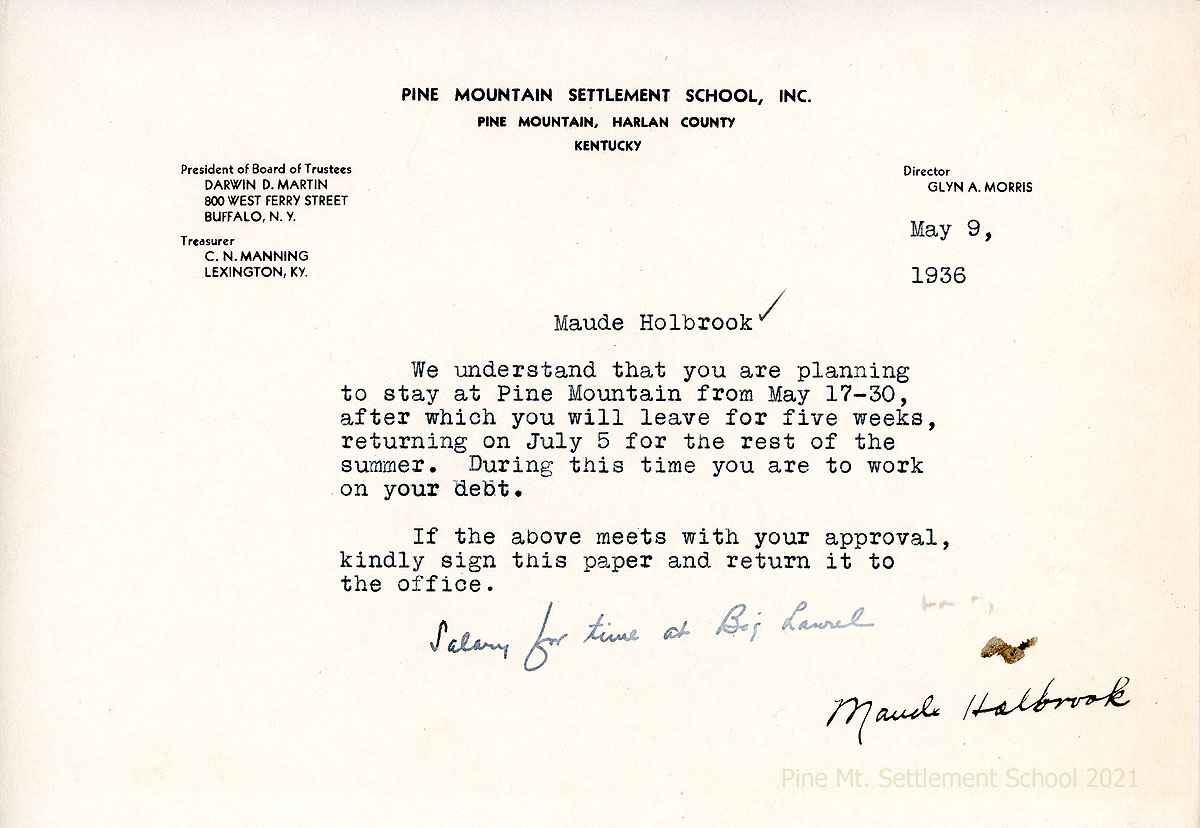 PINE MOUNTAIN SETTLEMENT SCHOOL, INC.
PINE MOUNTAIN, HARLAN COUNTY
KENTUCKY
President of Board of Trustees
DARWIN D. MARTIN
800 WEST FERRY STREET
BUFFALO, N. Y.
Treasurer
C. N. MANNING
LEXINGTON, KY.
Director
GLYN A. MORRIS
May 9,
1936
Maude Holbrook
We understand that you are planning
to stay at Pine Mountain from May 17-30,
after which you will leave for five weeks,
returning on July 5 for the rest of the
summer. During this time you are to work
on your debt.
If the above meets with your approval,
kindly sign this paper and return it to
the office.
Salary for time at Big Laurel
Maude Holbrook
Pine Mt. Settlement School 2021